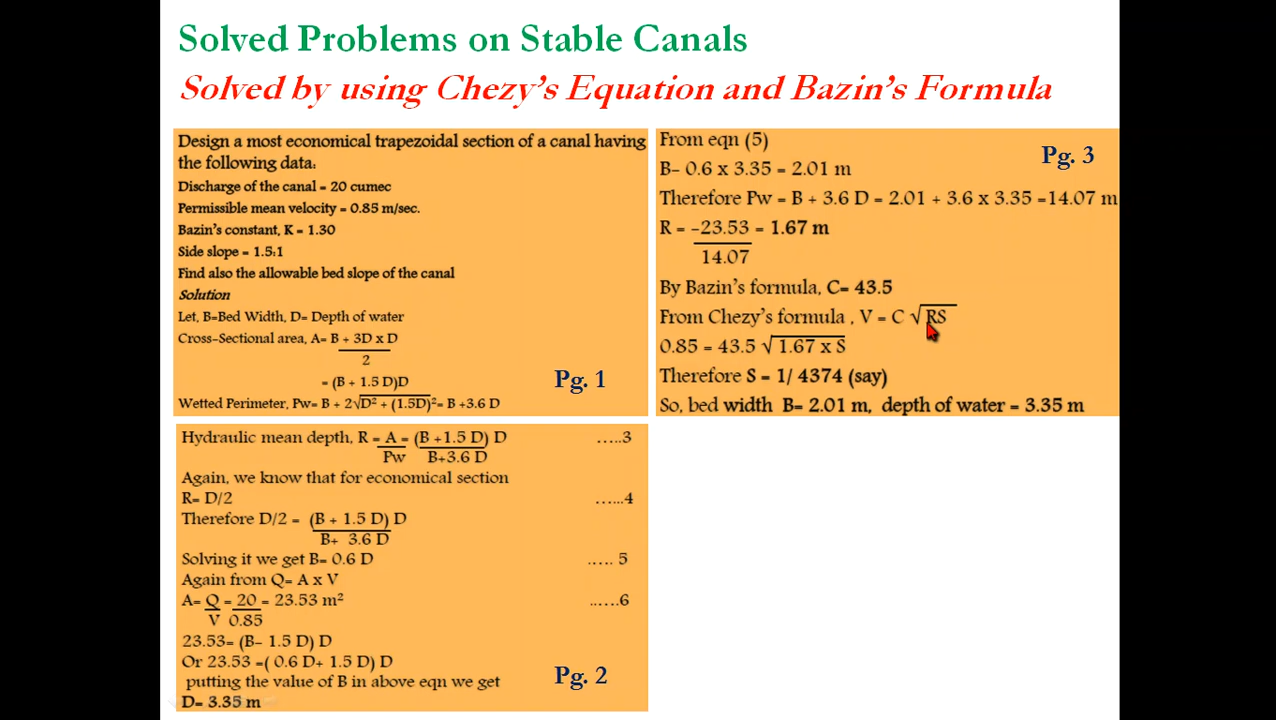 Solved Problems on Stable Canals
Solved by using Chezy's Equation and Bazin's Formula
Design a most economical trapezoidal section of a canal having
the following data:
Discharge of the canal = 20 cumec
Permissible mean velocity = 0.85 m/sec.
Bazin's constant, K = 1.30
Side slope = 1.5:1
Find also the allowable bed slope of the canal
Solution
Let, B=Bed Width, D= Depth of water
Cross-Sectional area, A= B + 3D x D
2
= (B + 1.5 D)D
Wetted Perimeter, Pw= B + 2√D² + (1.5D)²= B +3.6 D
Pg. 1
Hydraulic mean depth, R = A = (B +1.5 D) D …..3
Pw B+3.6 D
Again, we know that for economical section
R= D/2 …...4
Therefore D/2 = (B + 1.5 D) D
B+ 3.6 D
Solving it we get B= 0.6 D ..... 5
Again from Q= A x V
A= Q = 20 = 23.53 m² ..….6
V 0.85
23.53= (B- 1.5 D) D
Or 23.53 =( 0.6 D+ 1.5 D) D
putting the value of B in above eqn we get
D= 3.35 m
Pg. 2
From eqn (5)
B- 0.6 x 3.35 = 2.01 m
Therefore Pw = B + 3.6 D = 2.01 + 3.6 x 3.35 =14.07 m
R = -23.53 = 1.67 m
14.07
By Bazin's formula, C= 43.5
From Chezy's formula , V = C √RS
0.85 = 43.5 √1.67 x S
Therefore S = 1/ 4374 (say)
So, bed width B= 2.01 m, depth of water = 3.35 m
Pg. 3